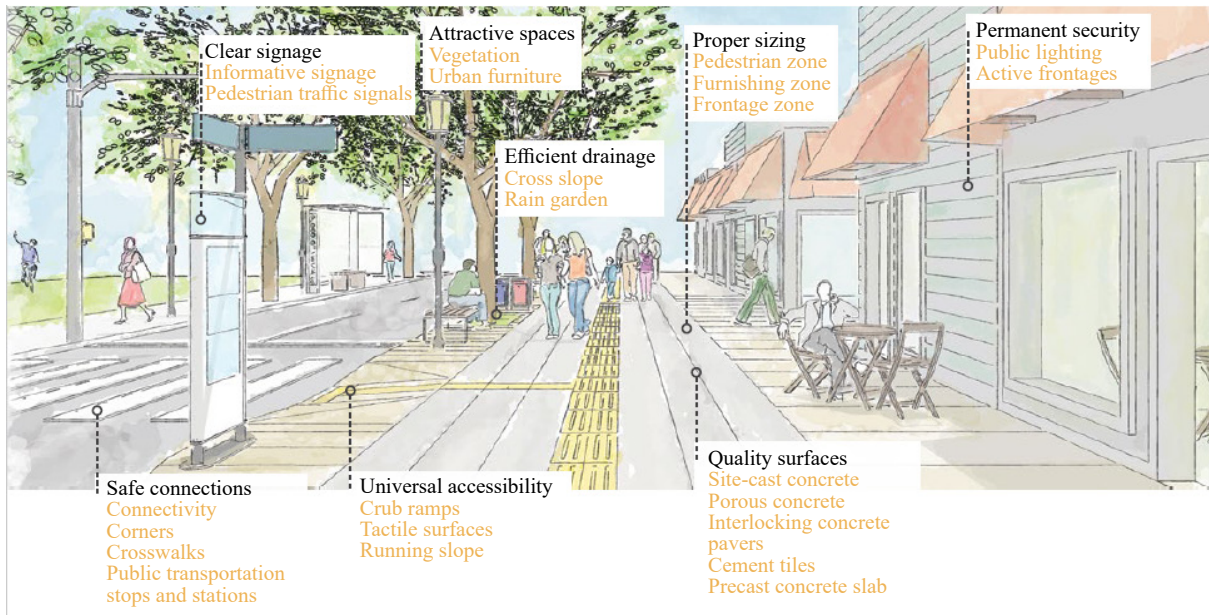 Clear signage
Informative signage
Pedestrian traffic signals
Attractive spaces
Vegetation
Urban furniture
Efficient drainage
Cross slope
Rain garden
Proper sizing
Pedestrian zone
Furnishing zone
Frontage zone
Permanent security
Public lighting
Active frontages
Safe connections
Connectivity
Corners
Crosswalks
Public transportation
stops and stations
Universal accessibility
Crub ramps
Tactile surfaces
Running slope
Quality surfaces
Site-cast concrete
Porous concrete
Interlocking concrete
pavers
Cement tiles
Precast concrete slab